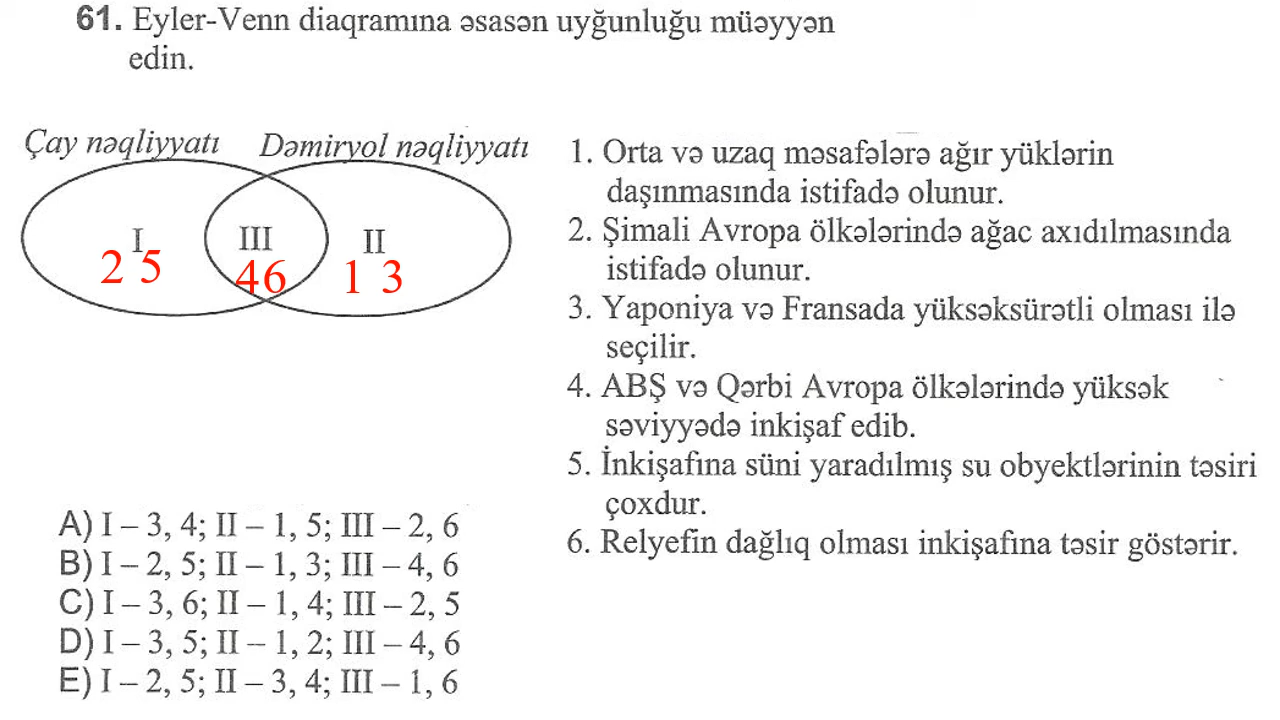 61. Eyler-Venn diaqramına əsasən uyğunluğu müəyyən
edin.
Çay nəqliyyatı Dəmiryol nəqliyyatı
I III II
2 5 46 1 3
1. Orta və uzaq məsafələrə ağır yüklərin
daşınmasında istifadə olunur.
2. Şimali Avropa ölkələrində ağac axıdılmasında
istifadə olunur.
3. Yaponiya və Fransada yüksəksürətli olması ilə
seçilir.
4. ABŞ və Qərbi Avropa ölkələrində yüksək
səviyyədə inkişaf edib.
5. İnkişafına süni yaradılmış su obyektlərinin təsiri
çoxdur.
6. Relyefin dağlıq olması inkişafına təsir göstərir.
A) I – 3, 4; II – 1, 5; III – 2, 6
B) I – 2, 5; II – 1, 3; III – 4, 6
C) I – 3, 6; II – 1, 4; III – 2, 5
D) I – 3, 5; II – 1, 2; III – 4, 6
E) I – 2, 5; II – 3, 4; III – 1, 6